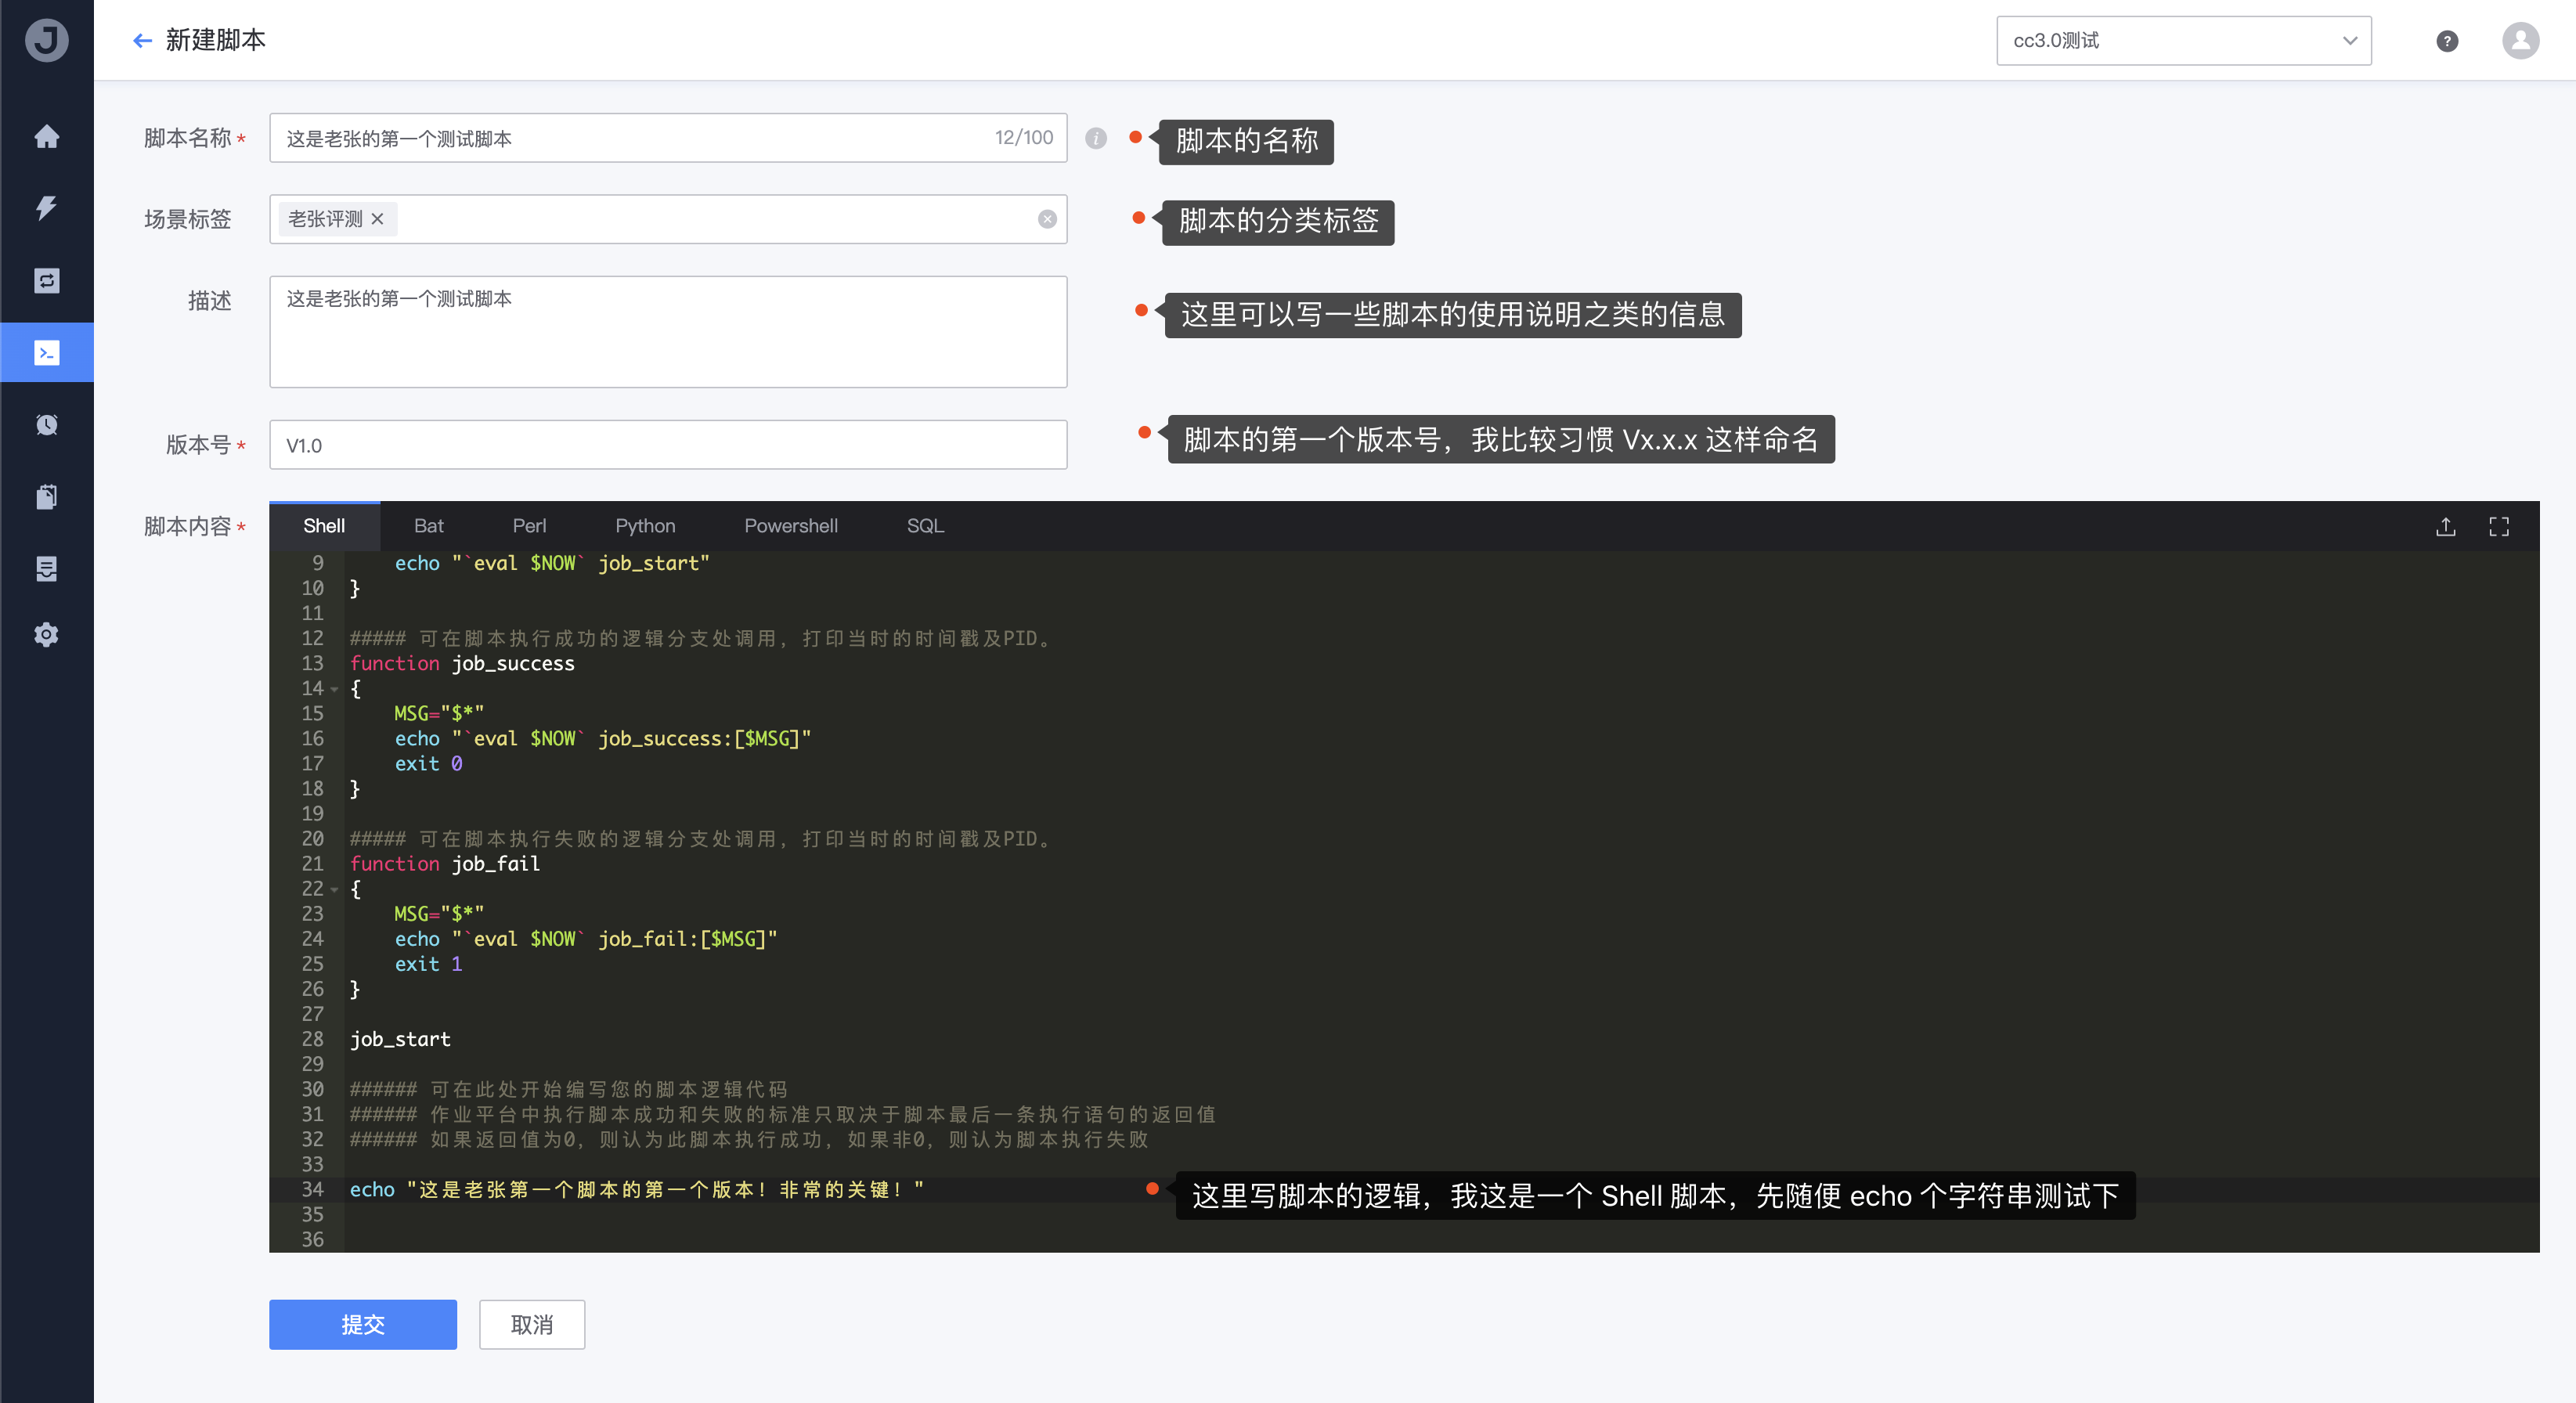 J
新建脚本
cc3.0测试
?
脚本名称*
这是老张的第一个测试脚本
12/100
i
脚本的名称
场景标签
老张评测 ×
脚本的分类标签
描述
这是老张的第一个测试脚本
这里可以写一些脚本的使用说明之类的信息
版本号*
V1.0
脚本的第一个版本号，我比较习惯 Vx.x.x 这样命名
脚本内容*
Shell Bat Perl Python Powershell SQL
9 echo "`eval $NOW` job_start"
10 }
11
12 ##### 可在脚本执行成功的逻辑分支处调用，打印当时的时间戳及PID。
13 function job_success
14 {
15 MSG="$*"
16 echo "`eval $NOW` job_success:[$MSG]"
17 exit 0
18 }
19
20 ##### 可在脚本执行失败的逻辑分支处调用，打印当时的时间戳及PID。
21 function job_fail
22 {
23 MSG="$*"
24 echo "`eval $NOW` job_fail:[$MSG]"
25 exit 1
26 }
27
28 job_start
29
30 ###### 可在此处开始编写您的脚本逻辑代码
31 ###### 作业平台中执行脚本成功和失败的标准只取决于脚本最后一条执行语句的返回值
32 ###### 如果返回值为0，则认为此脚本执行成功，如果非0，则认为脚本执行失败
33
34 echo "这是老张第一个脚本的第一个版本！非常的关键！"
这里写脚本的逻辑，我这是一个 Shell 脚本，先随便 echo 个字符串测试下
35
36
提交
取消